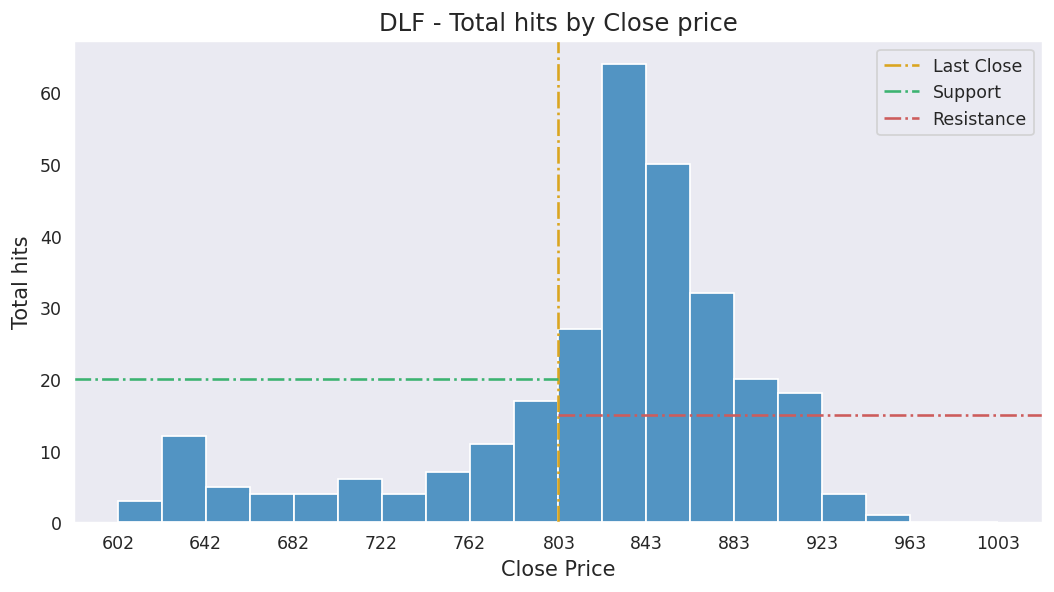 DLF - Total hits by Close price
Last Close
Support
Resistance
Total hits
60
50
40
30
20
10
0
602 642 682 722 762 803 843 883 923 963 1003
Close Price